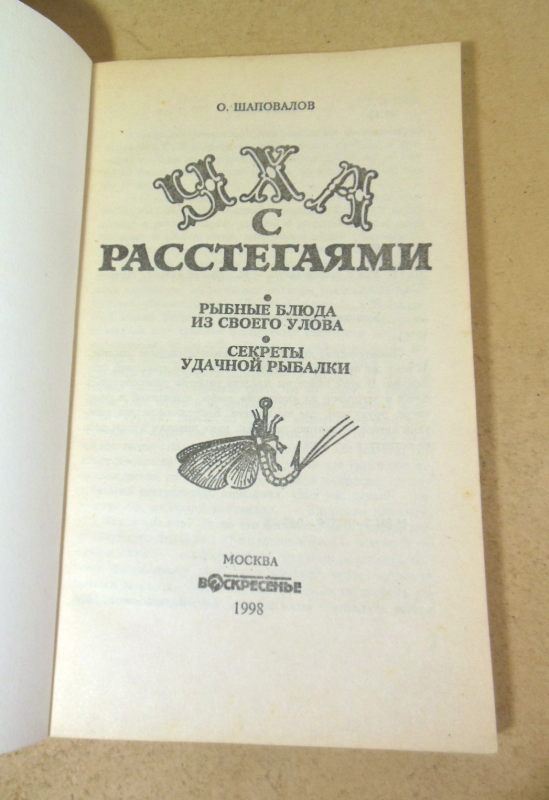 О. ШАПОВАЛОВ
УХА
С
РАССТЕГАЯМИ
• РЫБНЫЕ БЛЮДА
ИЗ СВОЕГО УЛОВА
• СЕКРЕТЫ
УДАЧНОЙ РЫБАЛКИ
МОСКВА
ВОСКРЕСЕНЬЕ
1998